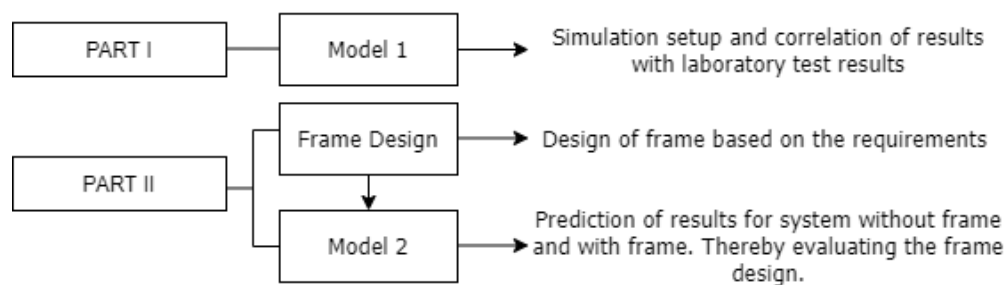 PART I
Model 1
Simulation setup and correlation of results
with laboratory test results
Frame Design
Design of frame based on the requirements
PART II
Model 2
Prediction of results for system without frame
and with frame. Thereby evaluating the frame
design.